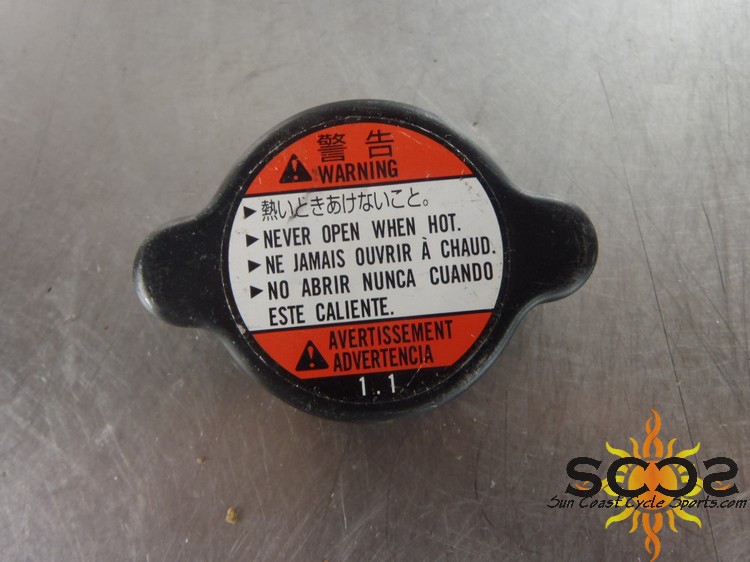 警告
WARNING
▶ 熱いときあけないこと。
▶ NEVER OPEN WHEN HOT.
▶ NE JAMAIS OUVRIR À CHAUD.
▶ NO ABRIR NUNCA CUANDO
ESTE CALIENTE.
AVERTISSEMENT
ADVERTENCIA
1.1
SCCS
Sun Coast Cycle Sports.com